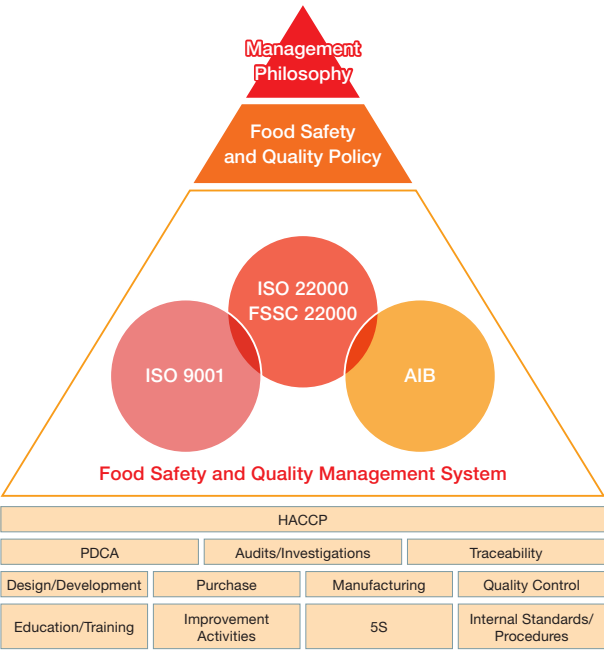 Management
Philosophy
Food Safety
and Quality Policy
ISO 22000
FSSC 22000
ISO 9001
AIB
Food Safety and Quality Management System
HACCP
PDCA
Audits/Investigations
Traceability
Design/Development
Purchase
Manufacturing
Quality Control
Education/Training
Improvement
Activities
5S
Internal Standards/
Procedures